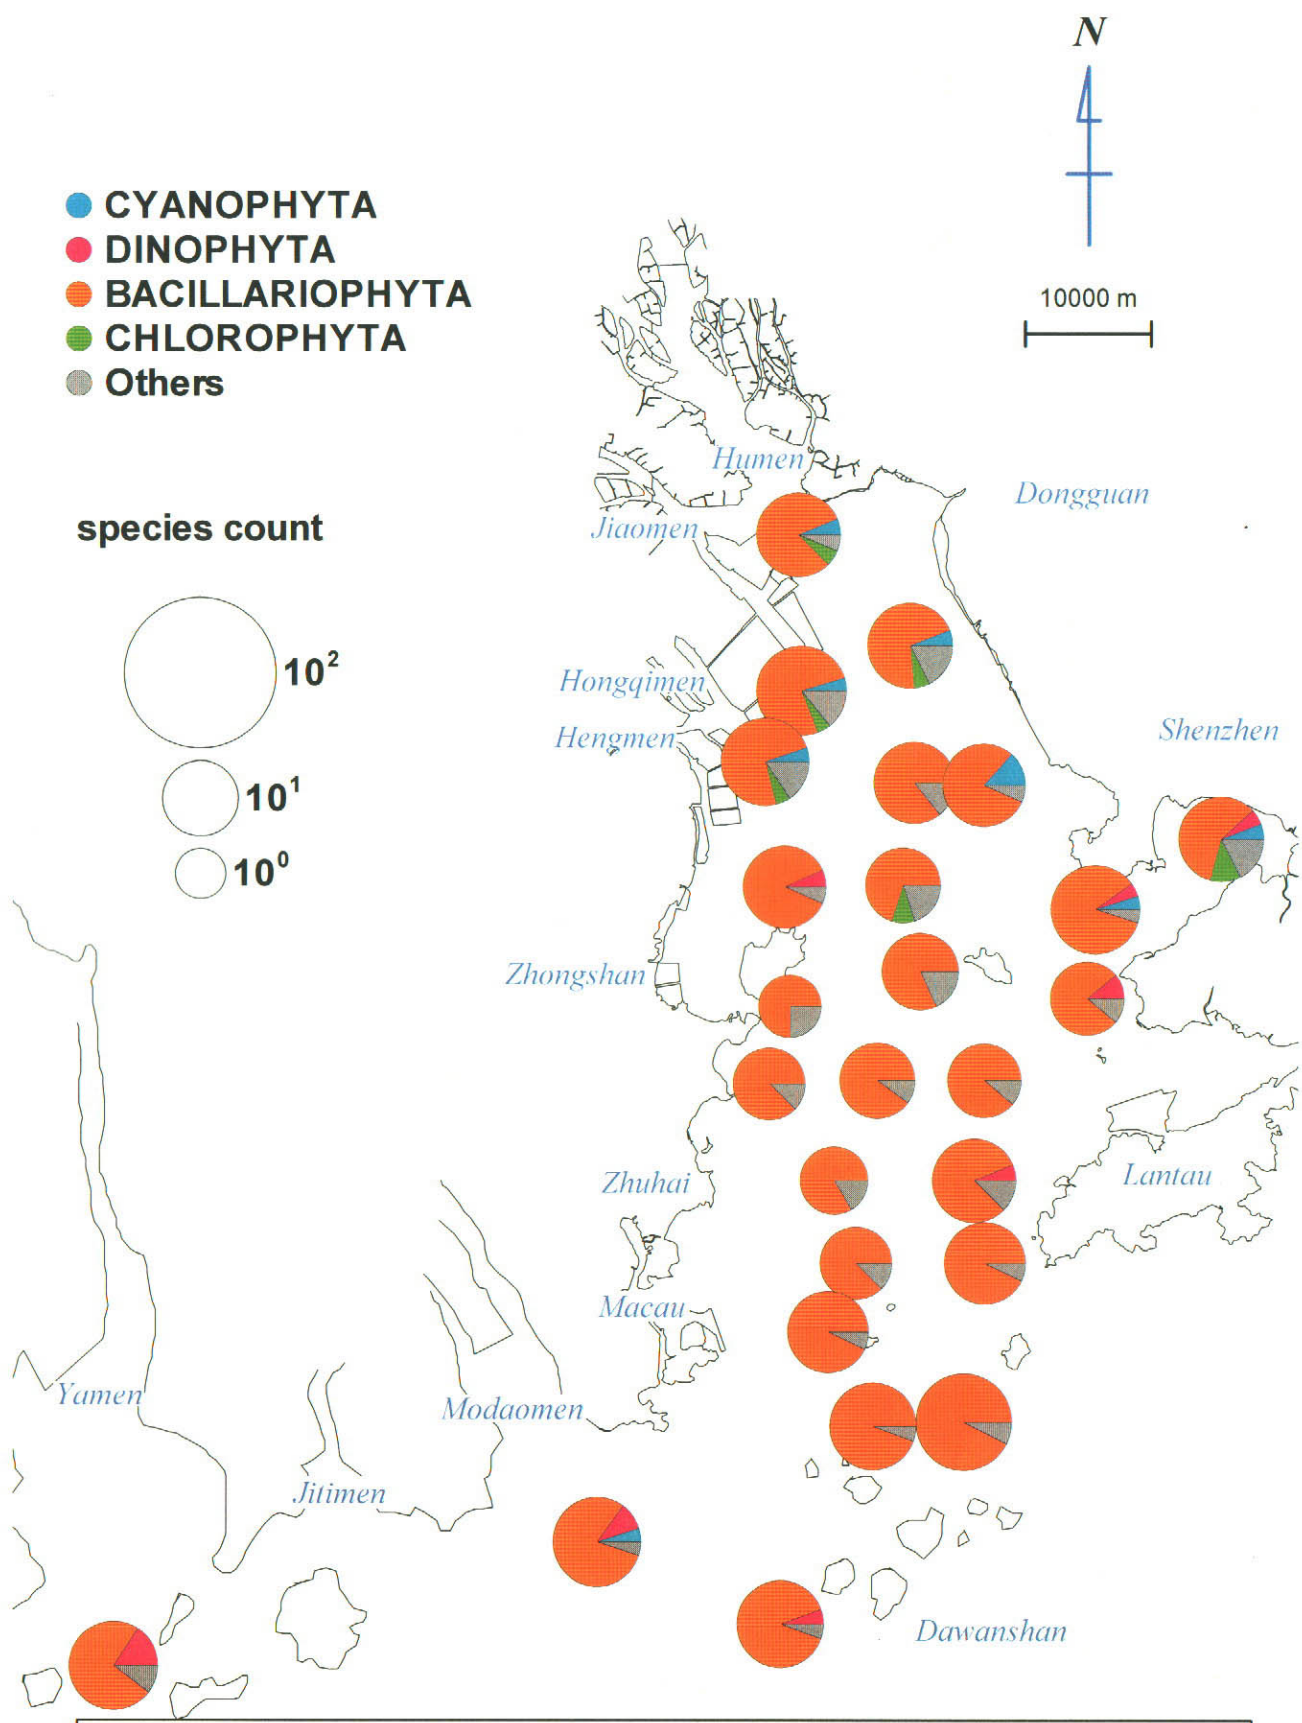 N
CYANOPHYTA
DINOPHYTA
BACILLARIOPHYTA
CHLOROPHYTA
Others
10000 m
Humen
Dongguan
Jiaomen
species count
10²
10¹
10⁰
Hongqimen
Hengmen
Shenzhen
Zhongshan
Zhuhai
Lantau
Macau
Yamen
Modaomen
Jitimen
Dawanshan